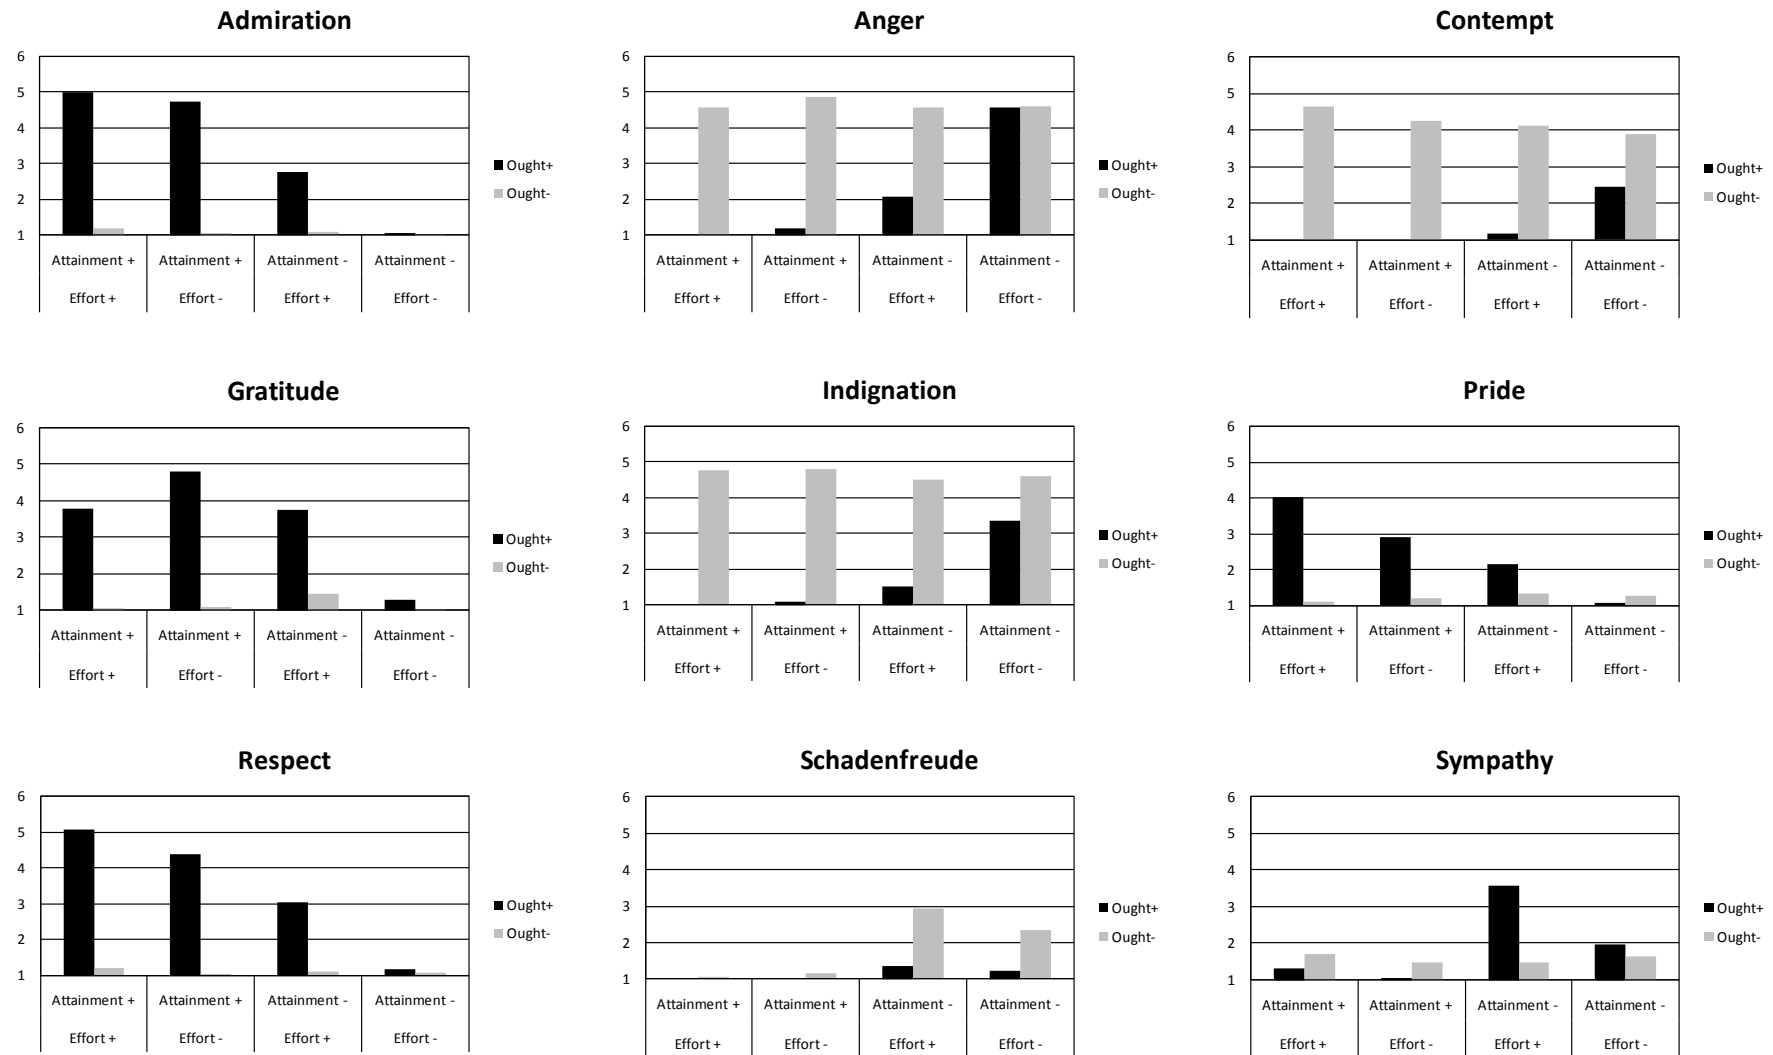 Admiration
6
5
4
3
2
1
Attainment + Attainment + Attainment - Attainment -
Effort + Effort - Effort + Effort -
Ought+
Ought-
Anger
6
5
4
3
2
1
Attainment + Attainment + Attainment - Attainment -
Effort + Effort - Effort + Effort -
Ought+
Ought-
Contempt
6
5
4
3
2
1
Attainment + Attainment + Attainment - Attainment -
Effort + Effort - Effort + Effort -
Ought+
Ought-
Gratitude
6
5
4
3
2
1
Attainment + Attainment + Attainment - Attainment -
Effort + Effort - Effort + Effort -
Ought+
Ought-
Indignation
6
5
4
3
2
1
Attainment + Attainment + Attainment - Attainment -
Effort + Effort - Effort + Effort -
Ought+
Ought-
Pride
6
5
4
3
2
1
Attainment + Attainment + Attainment - Attainment -
Effort + Effort - Effort + Effort -
Ought+
Ought-
Respect
6
5
4
3
2
1
Attainment + Attainment + Attainment - Attainment -
Effort + Effort - Effort + Effort -
Ought+
Ought-
Schadenfreude
6
5
4
3
2
1
Attainment + Attainment + Attainment - Attainment -
Effort + Effort - Effort + Effort -
Ought+
Ought-
Sympathy
6
5
4
3
2
1
Attainment + Attainment + Attainment - Attainment -
Effort + Effort - Effort + Effort -
Ought+
Ought-